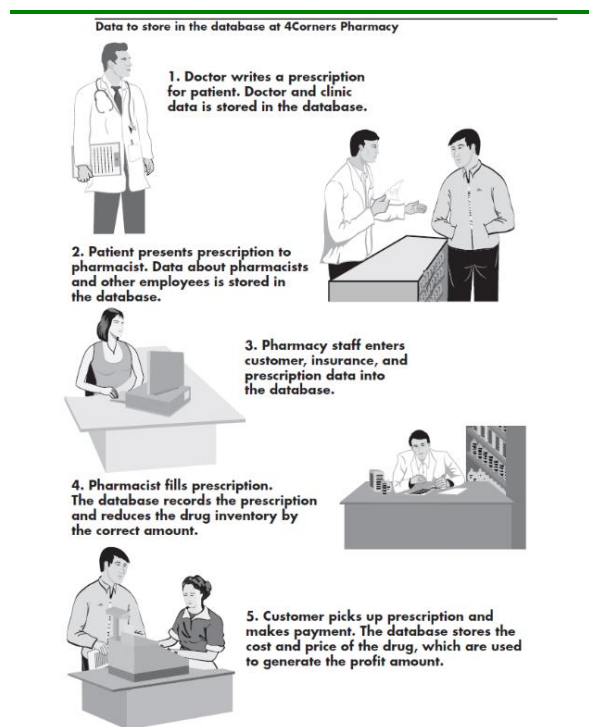 Data to store in the database at 4Corners Pharmacy
1. Doctor writes a prescription
for patient. Doctor and clinic
data is stored in the database.
2. Patient presents prescription to
pharmacist. Data about pharmacists
and other employees is stored in
the database.
3. Pharmacy staff enters
customer, insurance, and
prescription data into
the database.
4. Pharmacist fills prescription.
The database records the prescription
and reduces the drug inventory by
the correct amount.
5. Customer picks up prescription and
makes payment. The database stores the
cost and price of the drug, which are used
to generate the profit amount.